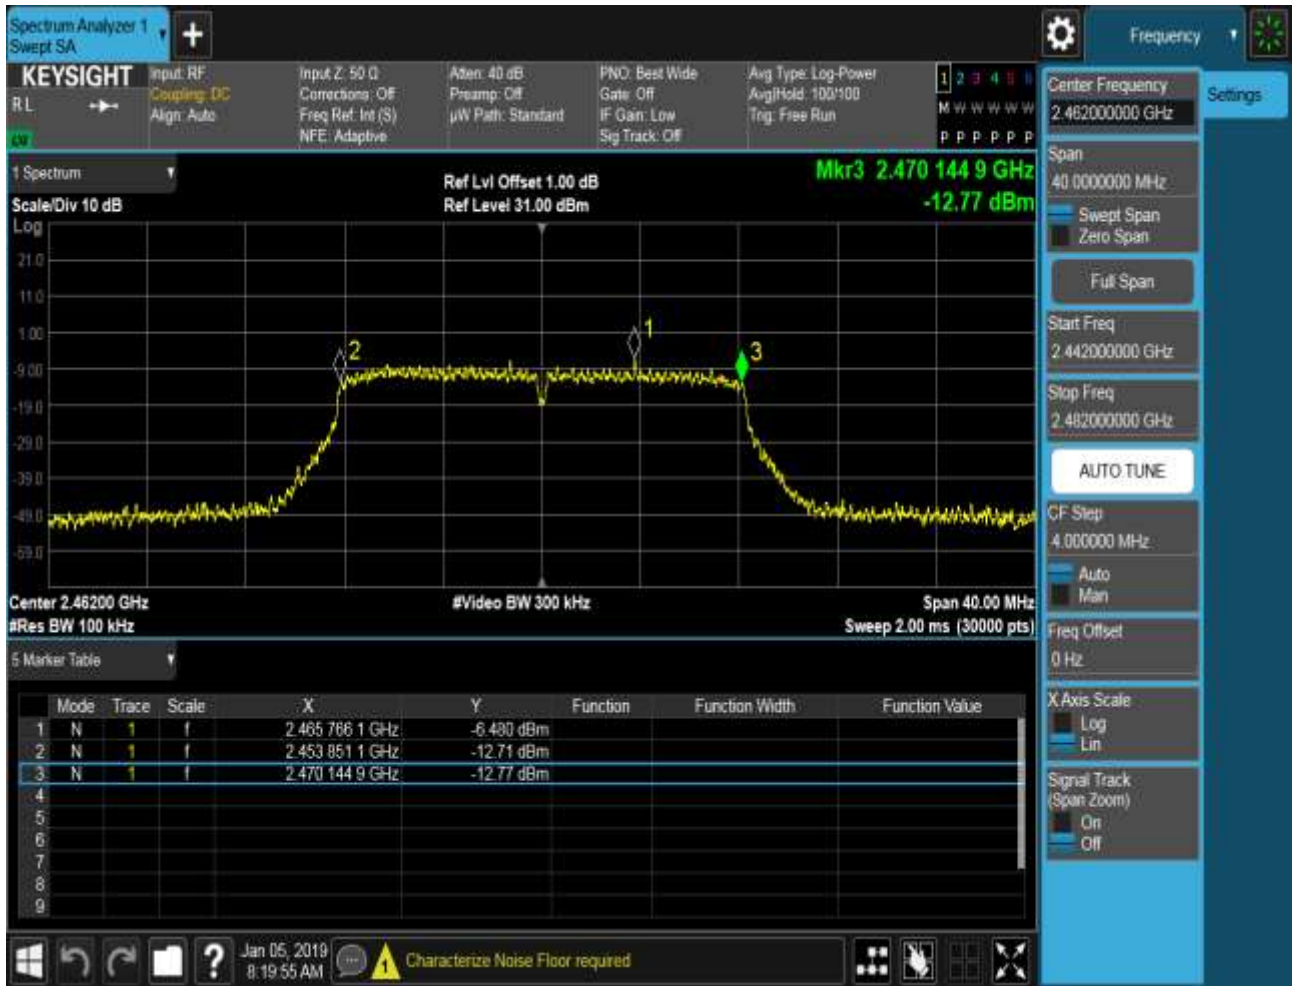 Spectrum Analyzer 1
Swept SA
+
Frequency
KEYSIGHT
R L
Input: RF
Coupling: DC
Align: Auto
Input Z: 50 Ω
Corrections: Off
Freq Ref: Int (S)
NFE: Adaptive
Atten: 40 dB
Preamp: Off
µW Path: Standard
PNO: Best Wide
Gate: Off
IF Gain: Low
Sig Track: Off
Avg Type: Log-Power
Avg|Hold: 100/100
Trig: Free Run
1 2 3 4 5 6
M W W W W W
P P P P P P
1 Spectrum
Scale/Div 10 dB
Ref Lvl Offset 1.00 dB
Ref Level 31.00 dBm
Mkr3 2.470 144 9 GHz
-12.77 dBm
Log
21.0
11.0
1.00
-9.00
-19.0
-29.0
-39.0
-49.0
-59.0
1
2
3
Center 2.46200 GHz
#Res BW 100 kHz
#Video BW 300 kHz
Span 40.00 MHz
Sweep 2.00 ms (30000 pts)
5 Marker Table
Mode Trace Scale X Y Function Function Width Function Value
1 N 1 f 2.465 766 1 GHz -6.480 dBm
2 N 1 f 2.453 851 1 GHz -12.71 dBm
3 N 1 f 2.470 144 9 GHz -12.77 dBm
4
5
6
7
8
9
Jan 05, 2019
8:19:55 AM
1
Characterize Noise Floor required
?
Center Frequency
2.462000000 GHz
Settings
Span
40.0000000 MHz
Swept Span
Zero Span
Full Span
Start Freq
2.442000000 GHz
Stop Freq
2.482000000 GHz
AUTO TUNE
CF Step
4.000000 MHz
Auto
Man
Freq Offset
0 Hz
X Axis Scale
Log
Lin
Signal Track
(Span Zoom)
On
Off